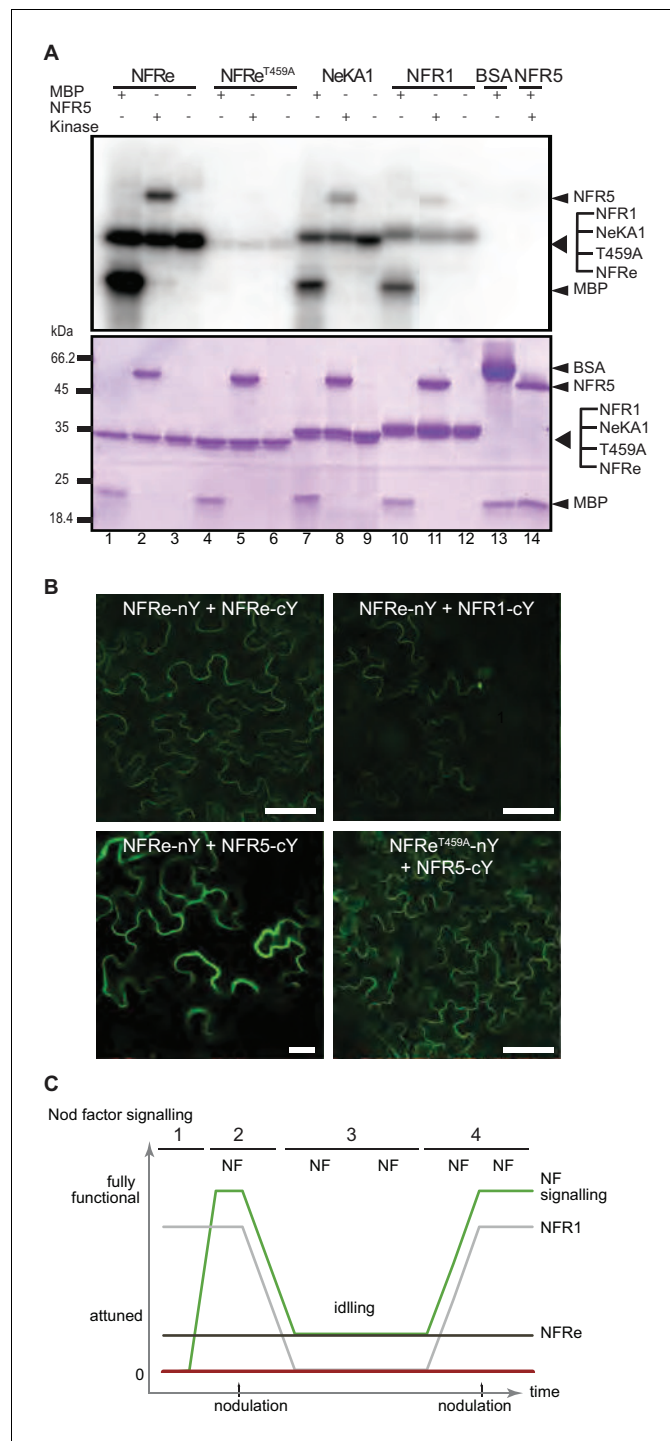 A
NFRe NFRe^T459A NeKA1 NFR1 BSA NFR5
MBP + - - + - - + - - + - - + +
NFR5 - + - - + - - + - - + - - +
Kinase
NFR5
NFR1
NeKA1
T459A
NFRe
MBP
kDa
66.2
45
35
25
18.4
BSA
NFR5
NFR1
NeKA1
T459A
NFRe
MBP
1 2 3 4 5 6 7 8 9 10 11 12 13 14
B
NFRe-nY + NFRe-cY
NFRe-nY + NFR1-cY
NFRe-nY + NFR5-cY
NFRe^T459A-nY
+ NFR5-cY
C
Nod factor signalling
1 2 3 4
NF NF NF NF NF
fully
functional
NF
signalling
NFR1
attuned
idlling
NFRe
0
time
nodulation nodulation